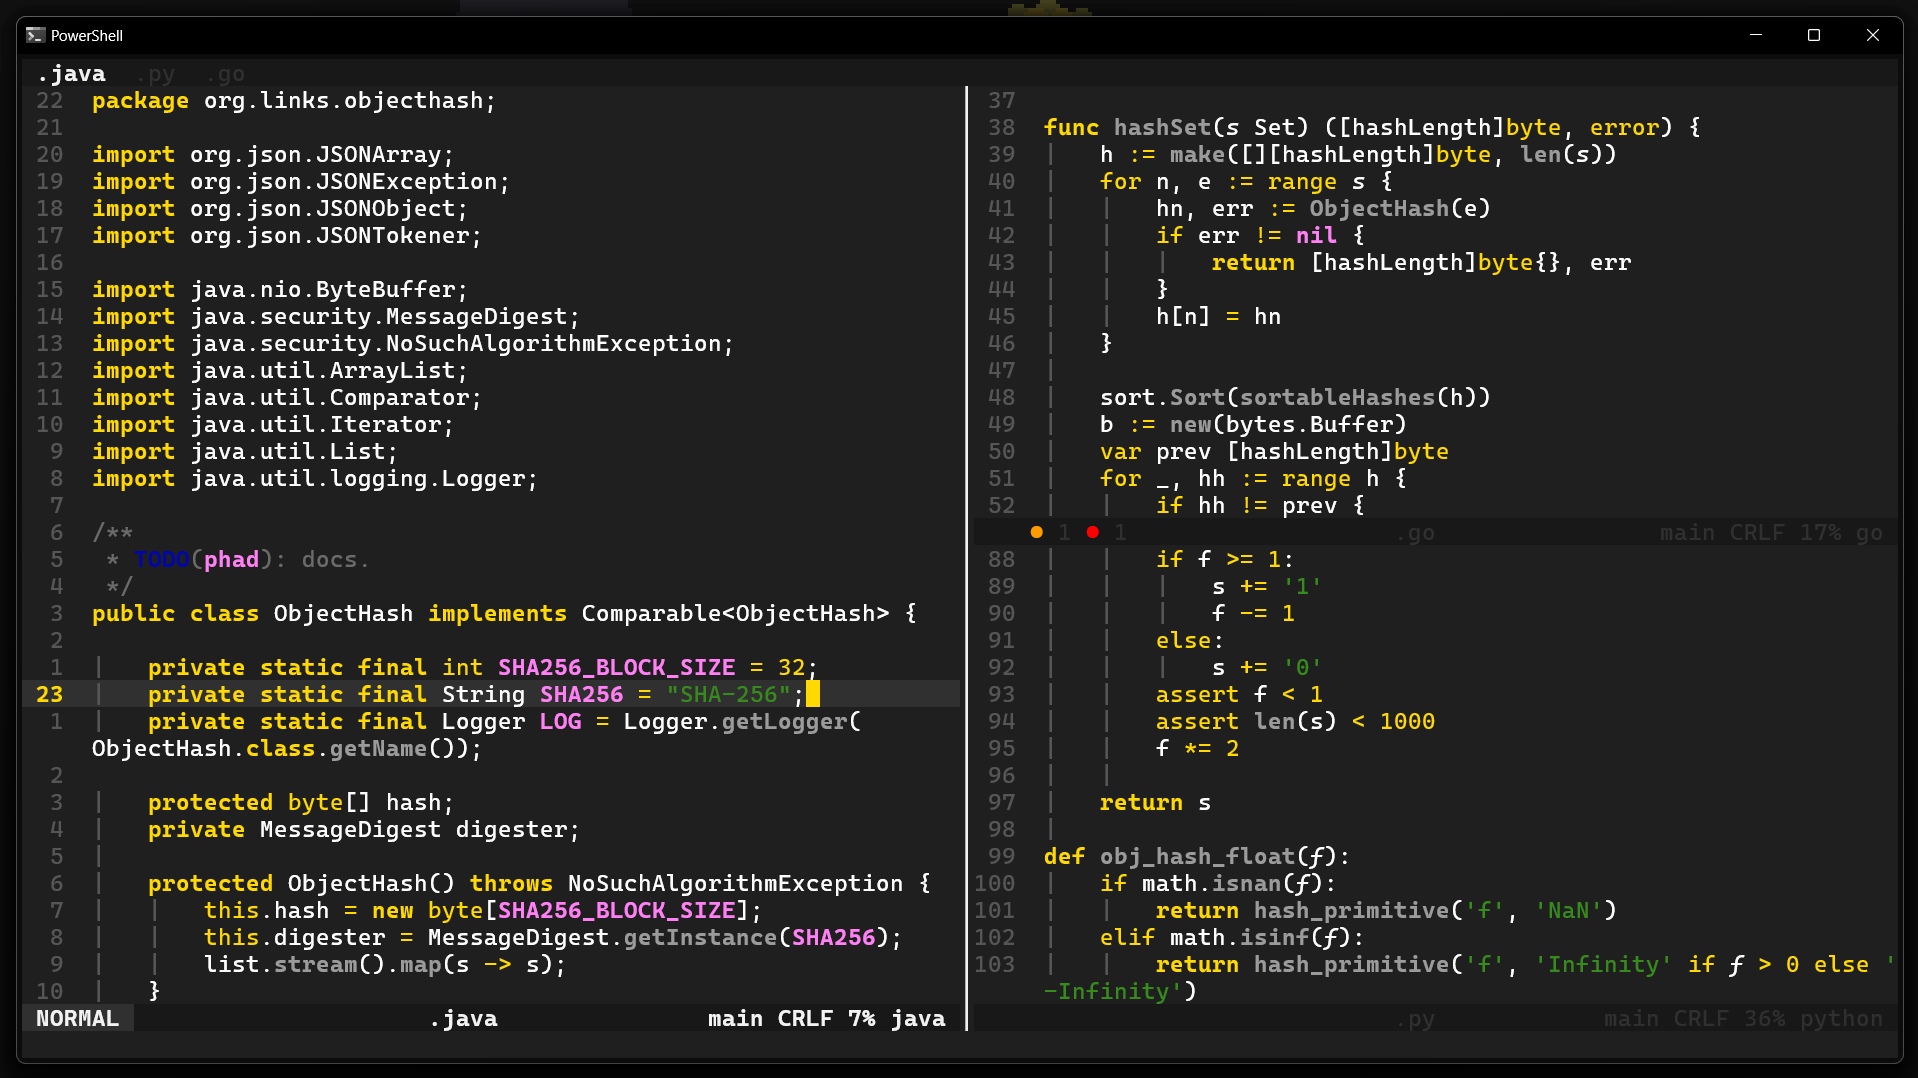 PowerShell
.java .py .go
22 package org.links.objecthash;
21
20 import org.json.JSONArray;
19 import org.json.JSONException;
18 import org.json.JSONObject;
17 import org.json.JSONTokener;
16
15 import java.nio.ByteBuffer;
14 import java.security.MessageDigest;
13 import java.security.NoSuchAlgorithmException;
12 import java.util.ArrayList;
11 import java.util.Comparator;
10 import java.util.Iterator;
9 import java.util.List;
8 import java.util.logging.Logger;
7
6 /**
5  * TODO(phad): docs.
4  */
3 public class ObjectHash implements Comparable<ObjectHash> {
2
1 |   private static final int SHA256_BLOCK_SIZE = 32;
23 |   private static final String SHA256 = "SHA-256";
1 |   private static final Logger LOG = Logger.getLogger(
ObjectHash.class.getName());
2
3 |   protected byte[] hash;
4 |   private MessageDigest digester;
5 |
6 |   protected ObjectHash() throws NoSuchAlgorithmException {
7 |   |   this.hash = new byte[SHA256_BLOCK_SIZE];
8 |   |   this.digester = MessageDigest.getInstance(SHA256);
9 |   |   list.stream().map(s -> s);
10 |   }
NORMAL .java main CRLF 7% java
37
38 func hashSet(s Set) ([hashLength]byte, error) {
39 |   h := make([][hashLength]byte, len(s))
40 |   for n, e := range s {
41 |   |   hn, err := ObjectHash(e)
42 |   |   if err != nil {
43 |   |   |   return [hashLength]byte{}, err
44 |   |   }
45 |   |   h[n] = hn
46 |   }
47 |
48 |   sort.Sort(sortableHashes(h))
49 |   b := new(bytes.Buffer)
50 |   var prev [hashLength]byte
51 |   for _, hh := range h {
52 |   |   if hh != prev {
● 1 ● 1 .go main CRLF 17% go
88 |   |   if f >= 1:
89 |   |   |   s += '1'
90 |   |   |   f -= 1
91 |   |   else:
92 |   |   |   s += '0'
93 |   |   assert f < 1
94 |   |   assert len(s) < 1000
95 |   |   f *= 2
96 |   |
97 |   return s
98 |
99 def obj_hash_float(f):
100 |   if math.isnan(f):
101 |   |   return hash_primitive('f', 'NaN')
102 |   elif math.isinf(f):
103 |   |   return hash_primitive('f', 'Infinity' if f > 0 else '
-Infinity')
.py main CRLF 36% python